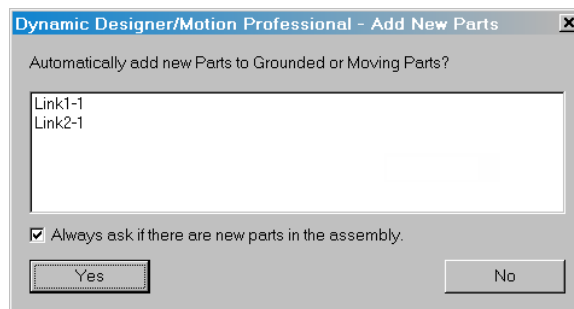 Dynamic Designer/Motion Professional - Add New Parts
Automatically add new Parts to Grounded or Moving Parts?
Link1-1
Link2-1
Always ask if there are new parts in the assembly.
Yes No